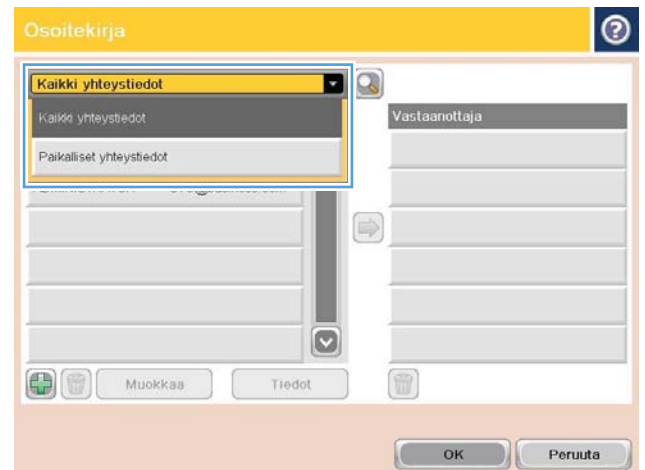 Osoitekirja
Kaikki yhteystiedot
Kaikki yhteystiedot
Paikalliset yhteystiedot
Vastaanottaja
Muokkaa
Tiedot
OK
Peruuta